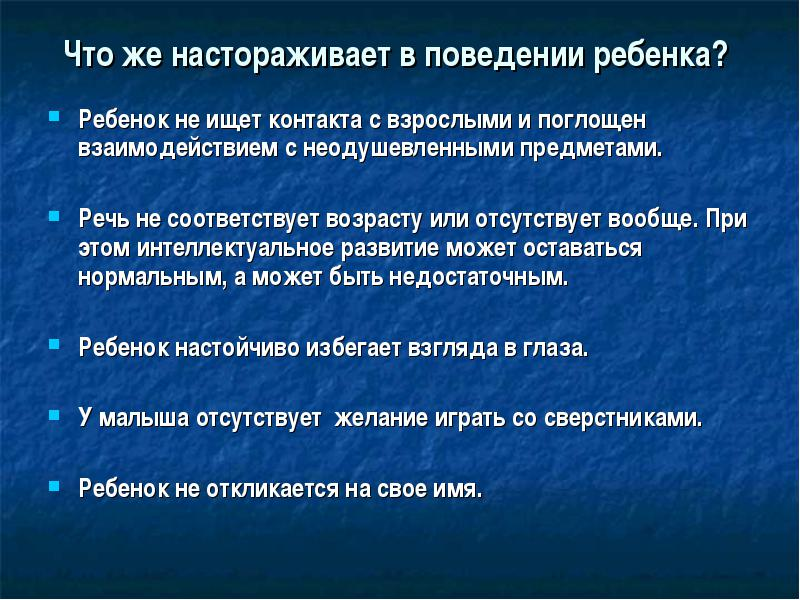 Что же настораживает в поведении ребенка?
Ребенок не ищет контакта с взрослыми и поглощен
взаимодействием с неодушевленными предметами.
Речь не соответствует возрасту или отсутствует вообще. При
этом интеллектуальное развитие может оставаться
нормальным, а может быть недостаточным.
Ребенок настойчиво избегает взгляда в глаза.
У малыша отсутствует желание играть со сверстниками.
Ребенок не откликается на свое имя.